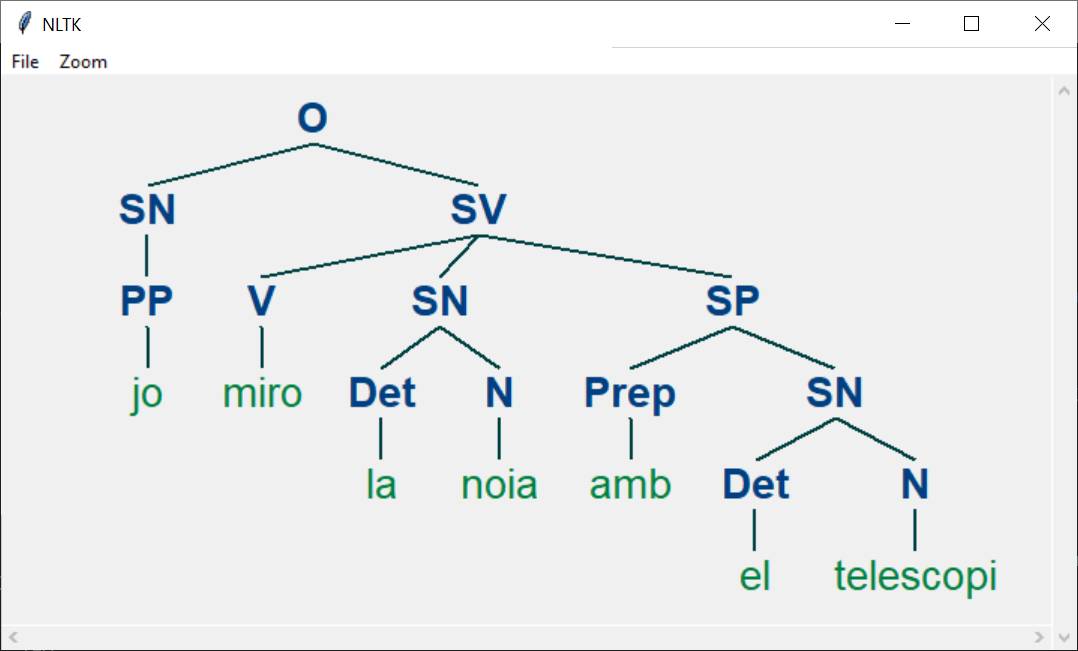 NLTK
File Zoom
O
SN SV
PP V SN SP
jo miro Det N Prep SN
la noia amb Det N
el telescopi